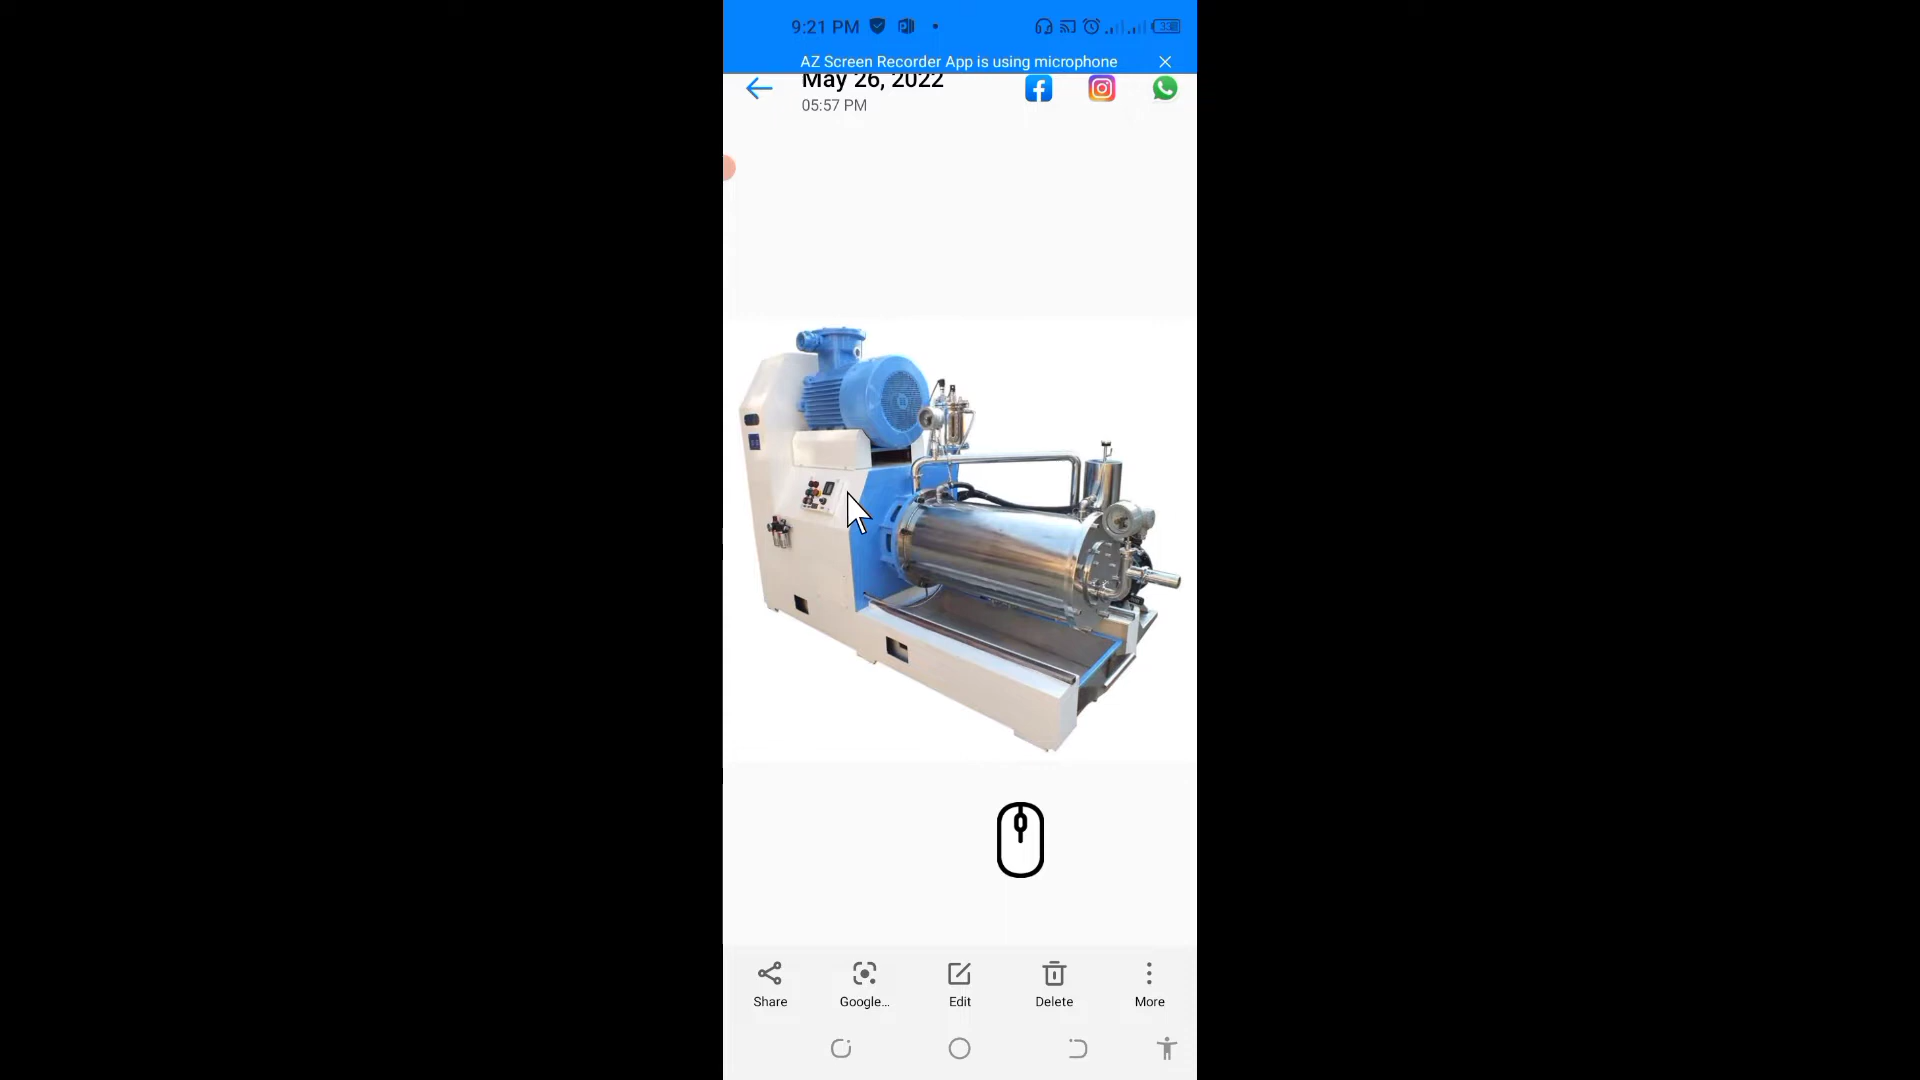 9:21 PM
33
AZ Screen Recorder App is using microphone
May 26, 2022
05:57 PM
Share
Google...
Edit
Delete
More